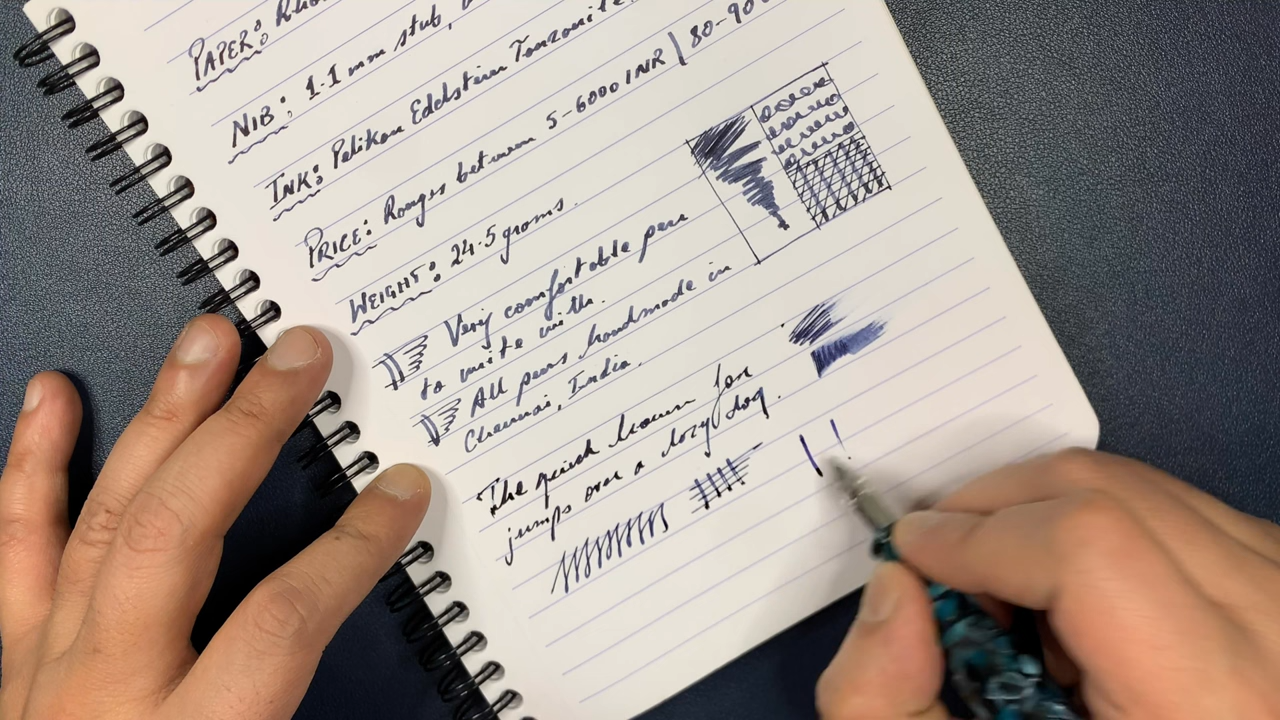 PAPER:
NIB: 1.1 mm stub,
INK: Pelikan Edelstein Tanzanite.
PRICE: Ranges between 5-6000 INR | 80-90
WEIGHT: 24.5 grams.
Very comfortable pen
to write with.
All pens handmade in
Chennai, India.
The quick brown fox
jumps over a lazy dog.